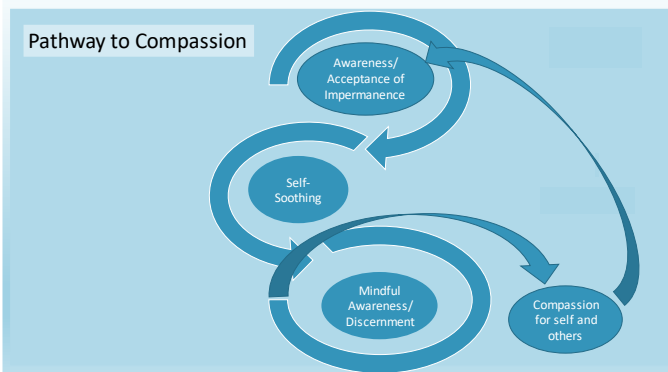 Pathway to Compassion
Awareness/
Acceptance of
Impermanence
Self-
Soothing
Mindful
Awareness/
Discernment
Compassion
for self and
others